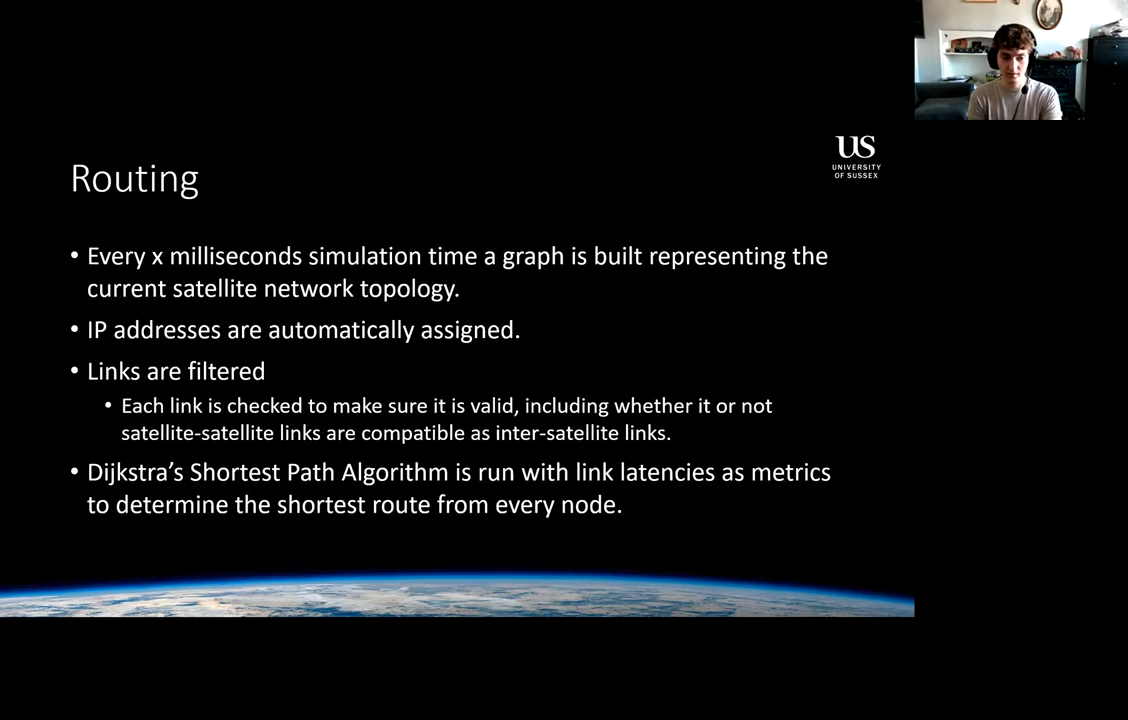 US
UNIVERSITY
OF SUSSEX
Routing
• Every x milliseconds simulation time a graph is built representing the
current satellite network topology.
• IP addresses are automatically assigned.
• Links are filtered
• Each link is checked to make sure it is valid, including whether it or not
satellite-satellite links are compatible as inter-satellite links.
• Dijkstra’s Shortest Path Algorithm is run with link latencies as metrics
to determine the shortest route from every node.